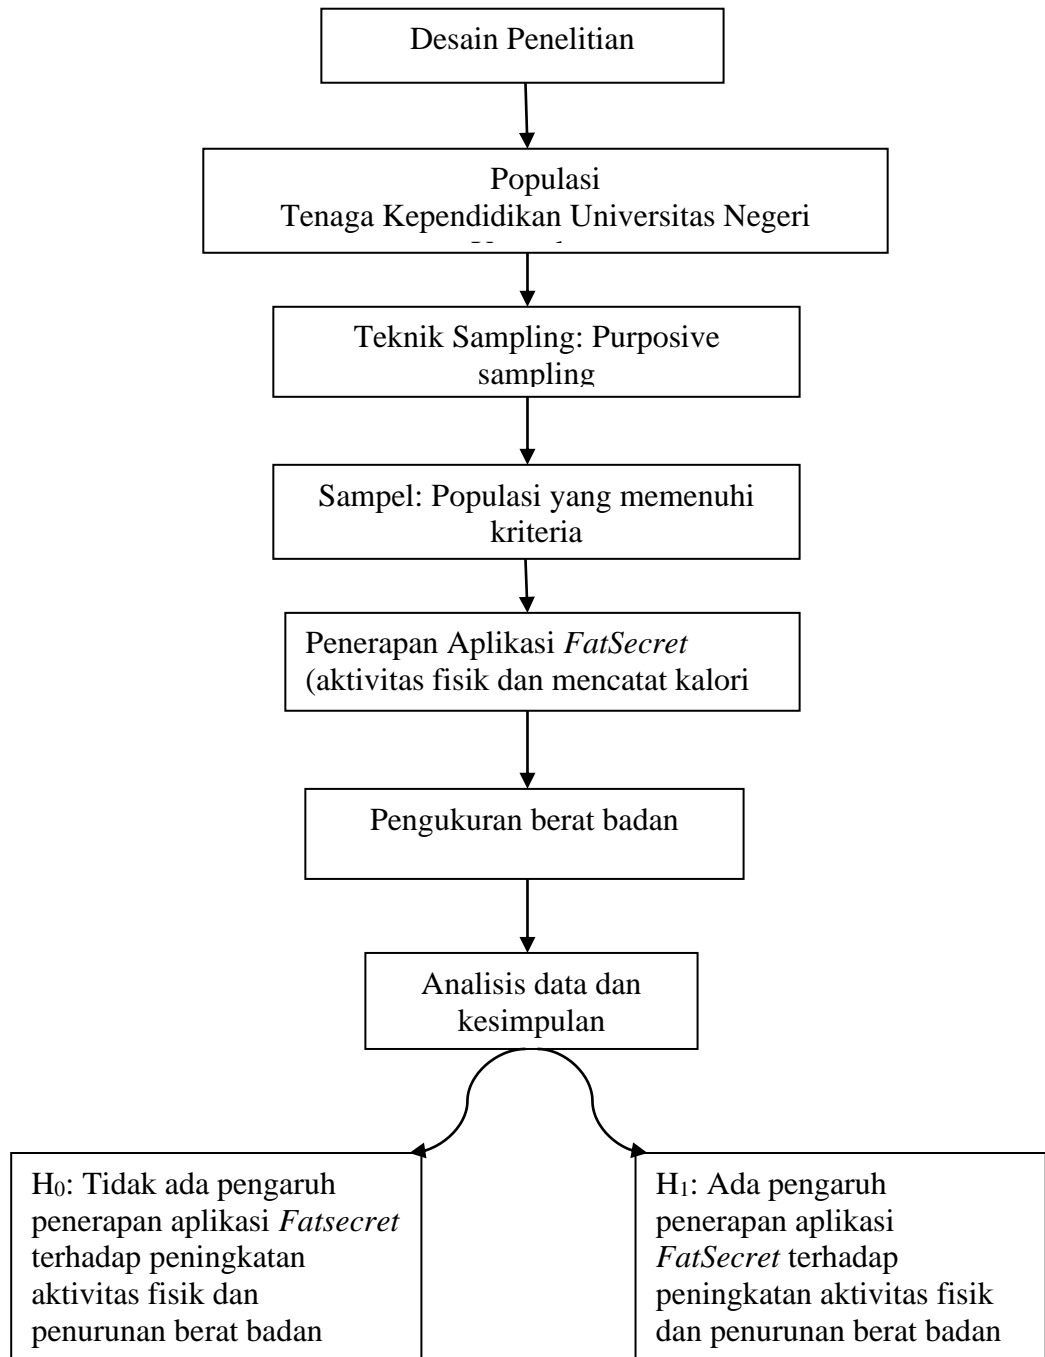 Desain Penelitian
Populasi
Tenaga Kependidikan Universitas Negeri
Teknik Sampling: Purposive
sampling
Sampel: Populasi yang memenuhi
kriteria
Penerapan Aplikasi FatSecret
(aktivitas fisik dan mencatat kalori
Pengukuran berat badan
Analisis data dan
kesimpulan
H₀: Tidak ada pengaruh
penerapan aplikasi Fatsecret
terhadap peningkatan
aktivitas fisik dan
penurunan berat badan
H₁: Ada pengaruh
penerapan aplikasi
FatSecret terhadap
peningkatan aktivitas fisik
dan penurunan berat badan